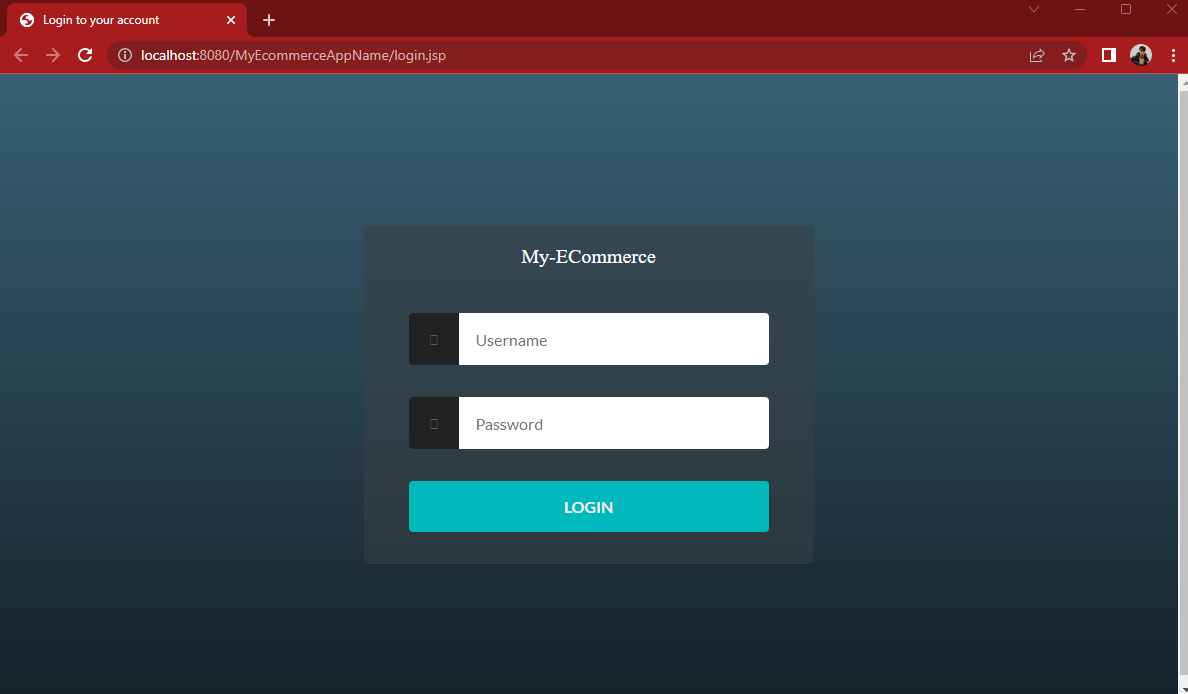 Login to your account
localhost:8080/MyEcommerceAppName/login.jsp
My-ECommerce
Username
Password
LOGIN